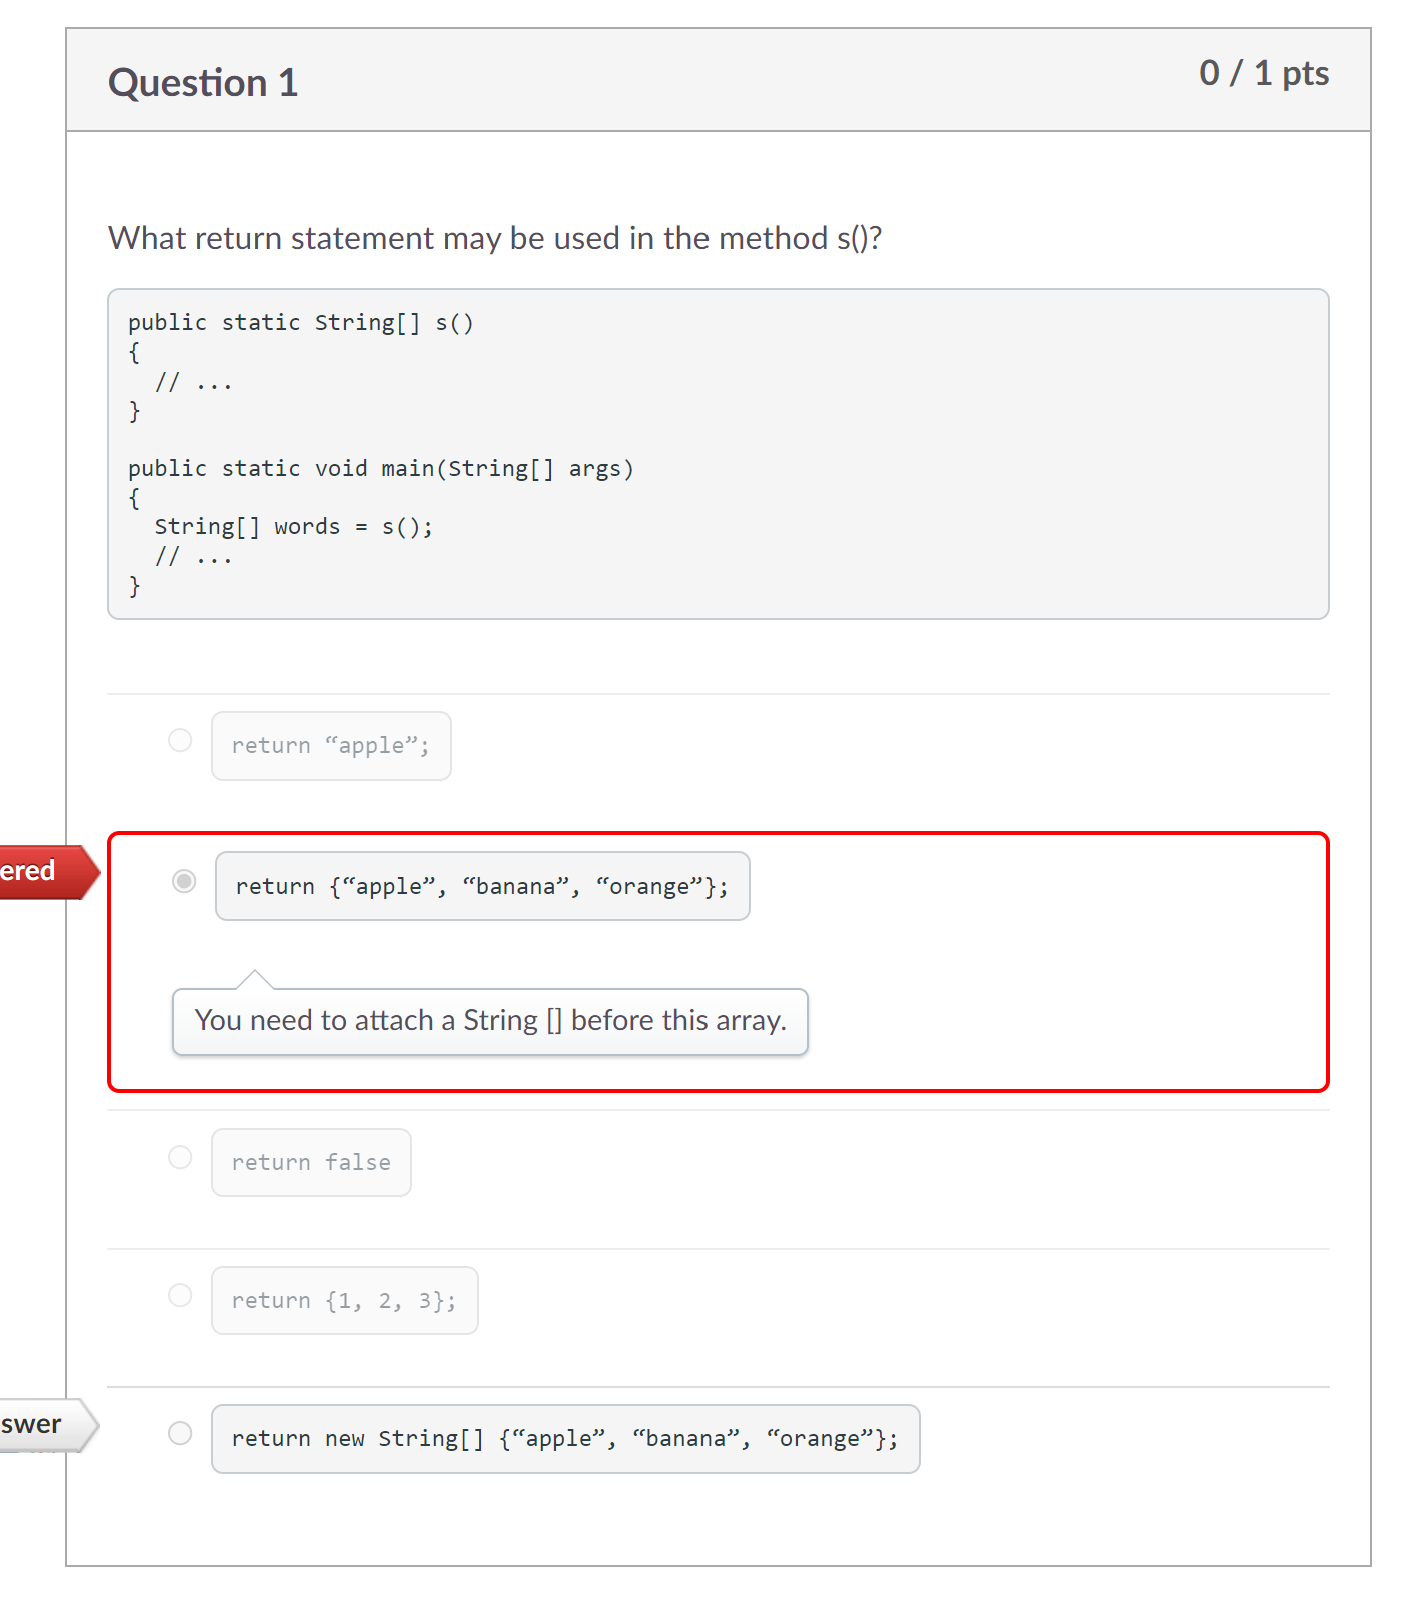 Question 1
0 / 1 pts
What return statement may be used in the method s()?
public static String[] s()
{
  // ...
}
public static void main(String[] args)
{
  String[] words = s();
  // ...
}
return “apple”;
ered
return {“apple”, “banana”, “orange”};
You need to attach a String [] before this array.
return false
return {1, 2, 3};
swer
return new String[] {“apple”, “banana”, “orange”};